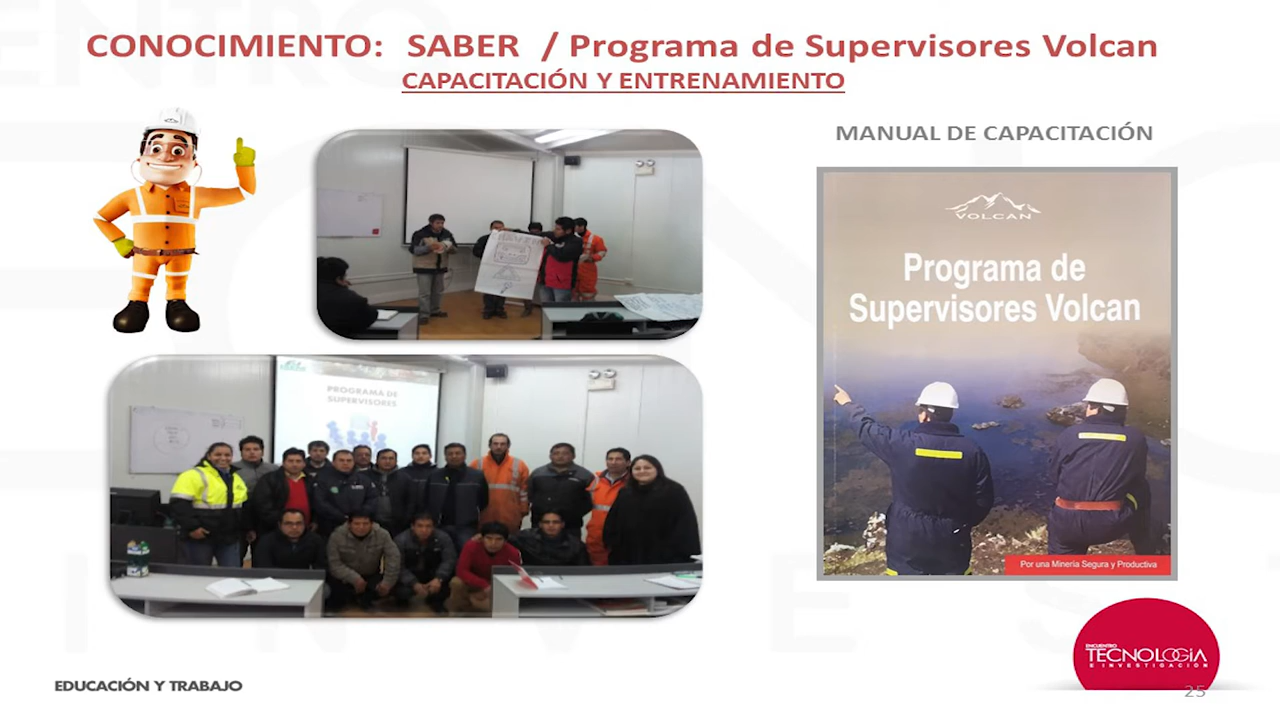 CONOCIMIENTO: SABER / Programa de Supervisores Volcan
CAPACITACIÓN Y ENTRENAMIENTO
MANUAL DE CAPACITACIÓN
VOLCAN
Programa de
Supervisores Volcan
PROGRAMA DE
SUPERVISORES
Por una Minería Segura y Productiva
ENCUENTRO
TECNOLOGÍA
E INVESTIGACIÓN
EDUCACIÓN Y TRABAJO
25